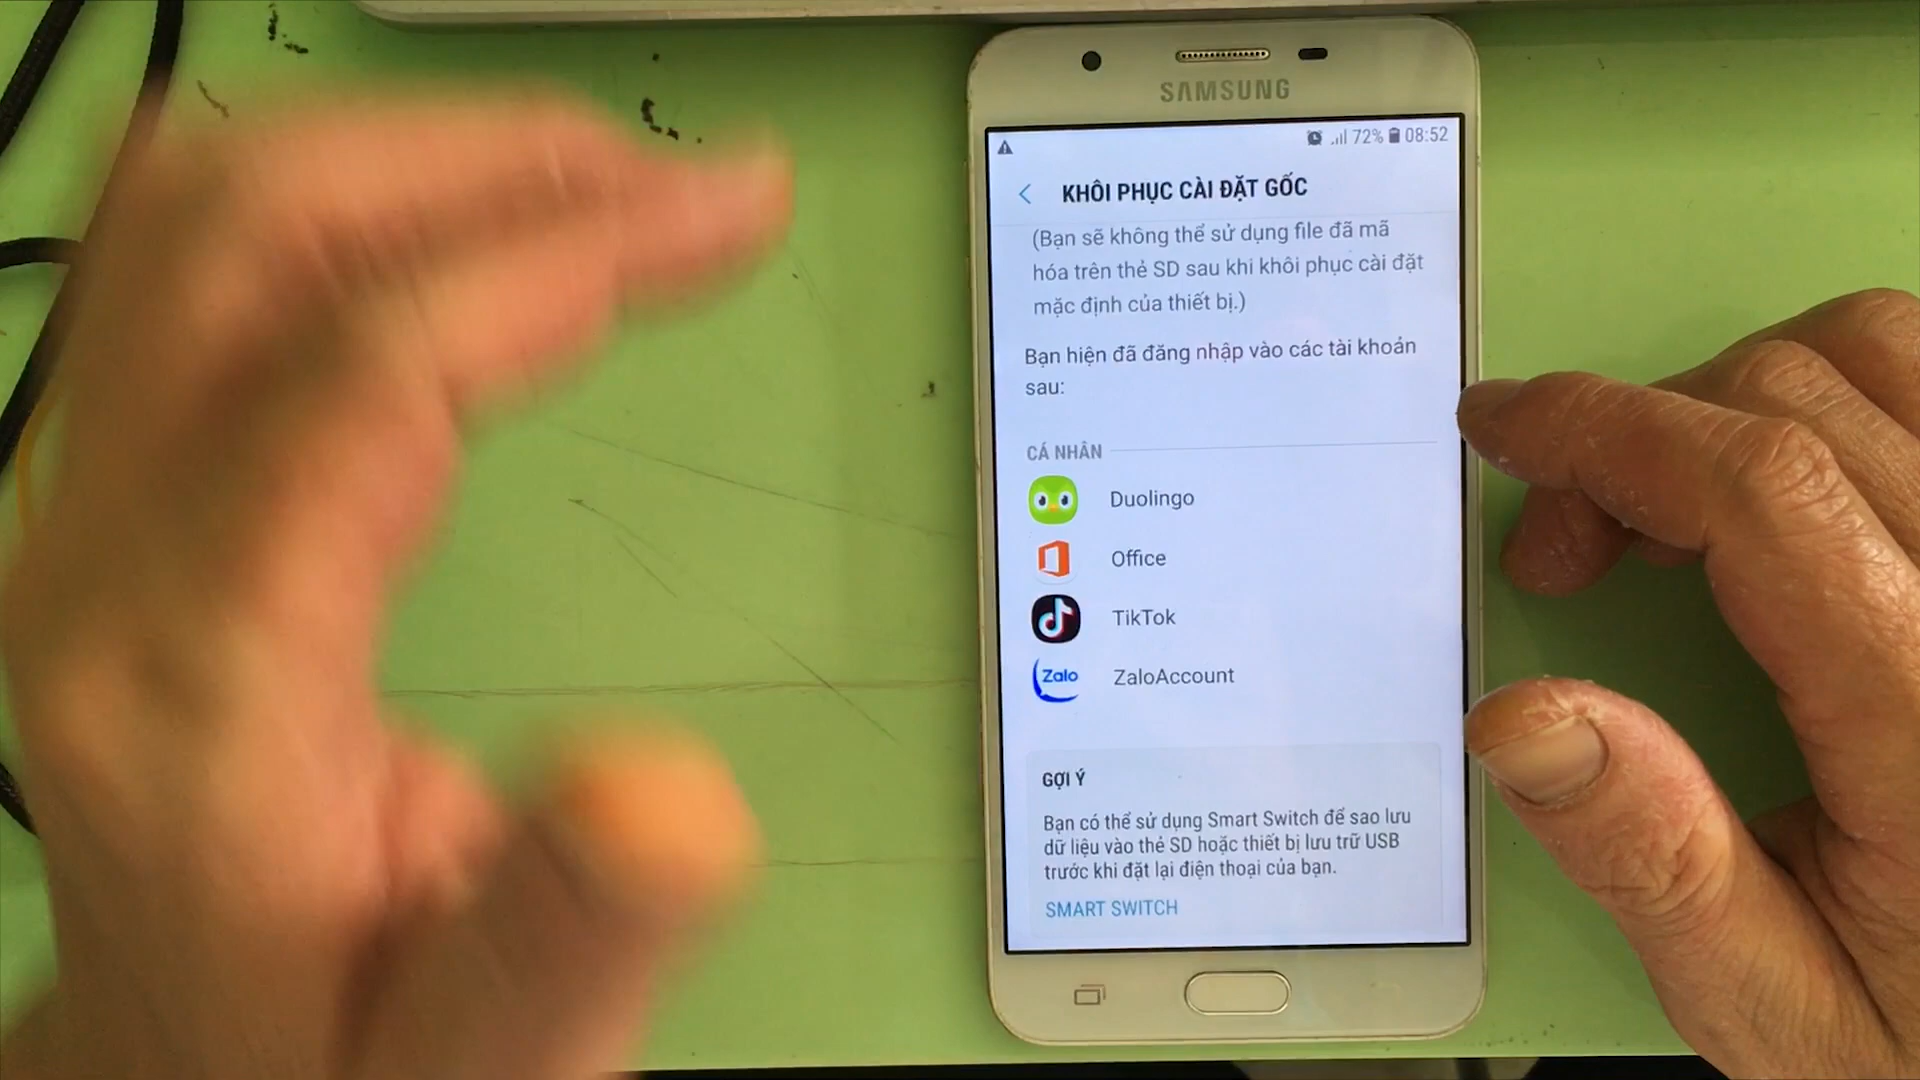 SAMSUNG
72% 08:52
KHÔI PHỤC CÀI ĐẶT GỐC
(Bạn sẽ không thể sử dụng file đã mã
hóa trên thẻ SD sau khi khôi phục cài đặt
mặc định của thiết bị.)
Bạn hiện đã đăng nhập vào các tài khoản
sau:
CÁ NHÂN
Duolingo
Office
TikTok
Zalo ZaloAccount
GỢI Ý
Bạn có thể sử dụng Smart Switch để sao lưu
dữ liệu vào thẻ SD hoặc thiết bị lưu trữ USB
trước khi đặt lại điện thoại của bạn.
SMART SWITCH